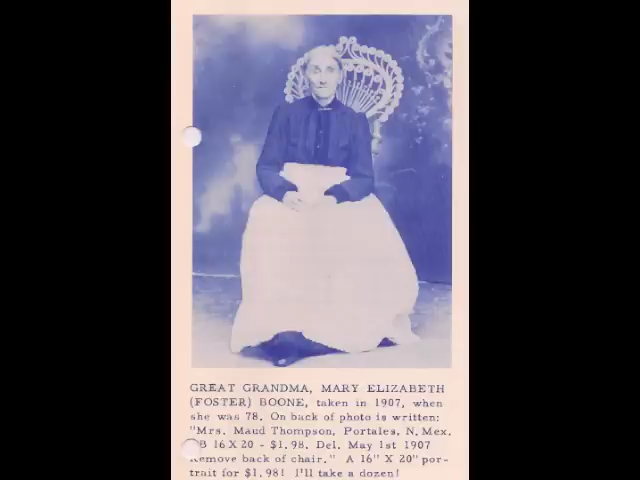 GREAT GRANDMA, MARY ELIZABETH
(FOSTER) BOONE, taken in 1907, when
she was 78. On back of photo is written:
"Mrs. Maud Thompson, Portales, N. Mex.
B 16 X 20 - $1.98. Del. May 1st 1907
Remove back of chair." A 16" X 20" por-
trait for $1.98! I'll take a dozen!